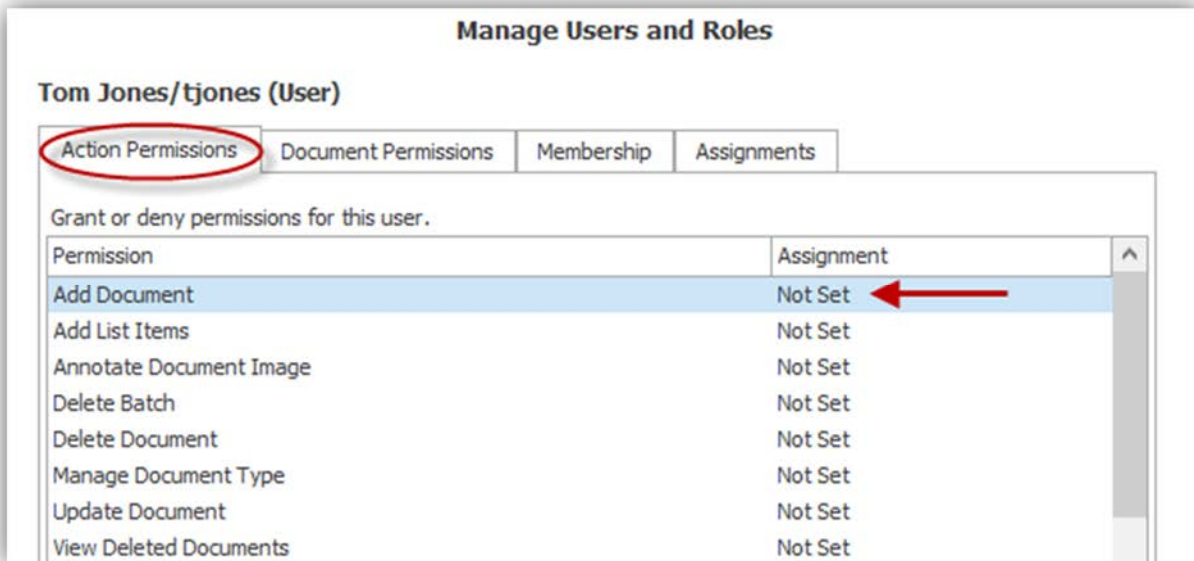 Manage Users and Roles
Tom Jones/tjones (User)
Action Permissions Document Permissions Membership Assignments
Grant or deny permissions for this user.
Permission Assignment
Add Document Not Set
Add List Items Not Set
Annotate Document Image Not Set
Delete Batch Not Set
Delete Document Not Set
Manage Document Type Not Set
Update Document Not Set
View Deleted Documents Not Set